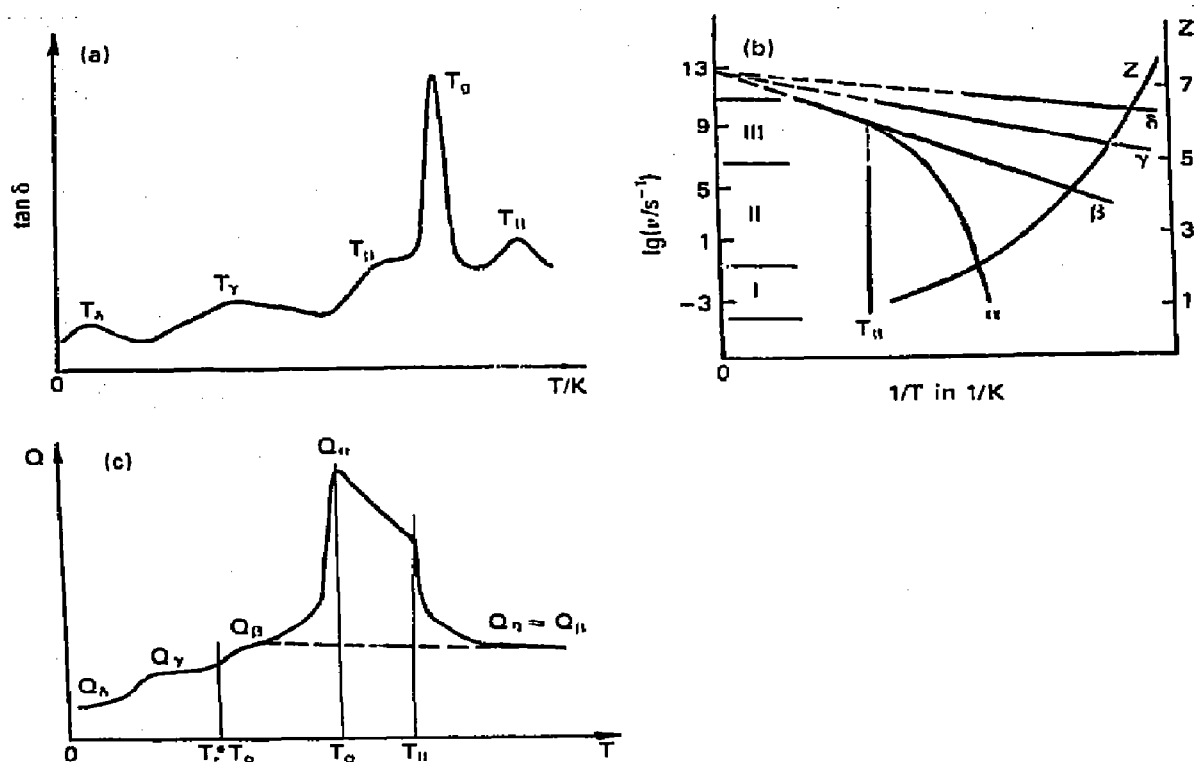 (a)
tan δ
T_δ
T_γ
T_β
T_g
T_ll
0
T/K
(b)
lg(ν/s⁻¹)
13
9
5
1
−3
III
II
I
T_ll
Z
δ
γ
β
α
Z
7
5
3
1
0
1/T in 1/K
(c)
Q
Q_δ
Q_γ
Q_β
Q_α
Q_η = Q_β
0
T_g
T_ll
T